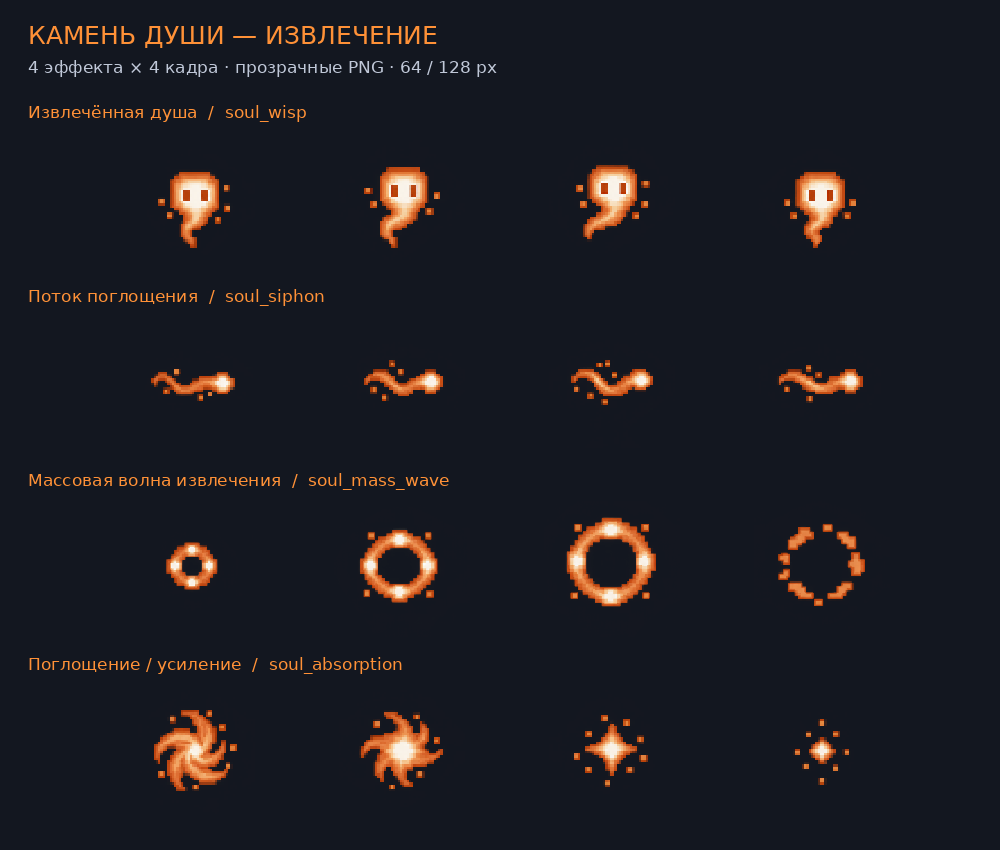 КАМЕНЬ ДУШИ — ИЗВЛЕЧЕНИЕ
4 эффекта × 4 кадра · прозрачные PNG · 64 / 128 px
Извлечённая душа / soul_wisp
Поток поглощения / soul_siphon
Массовая волна извлечения / soul_mass_wave
Поглощение / усиление / soul_absorption